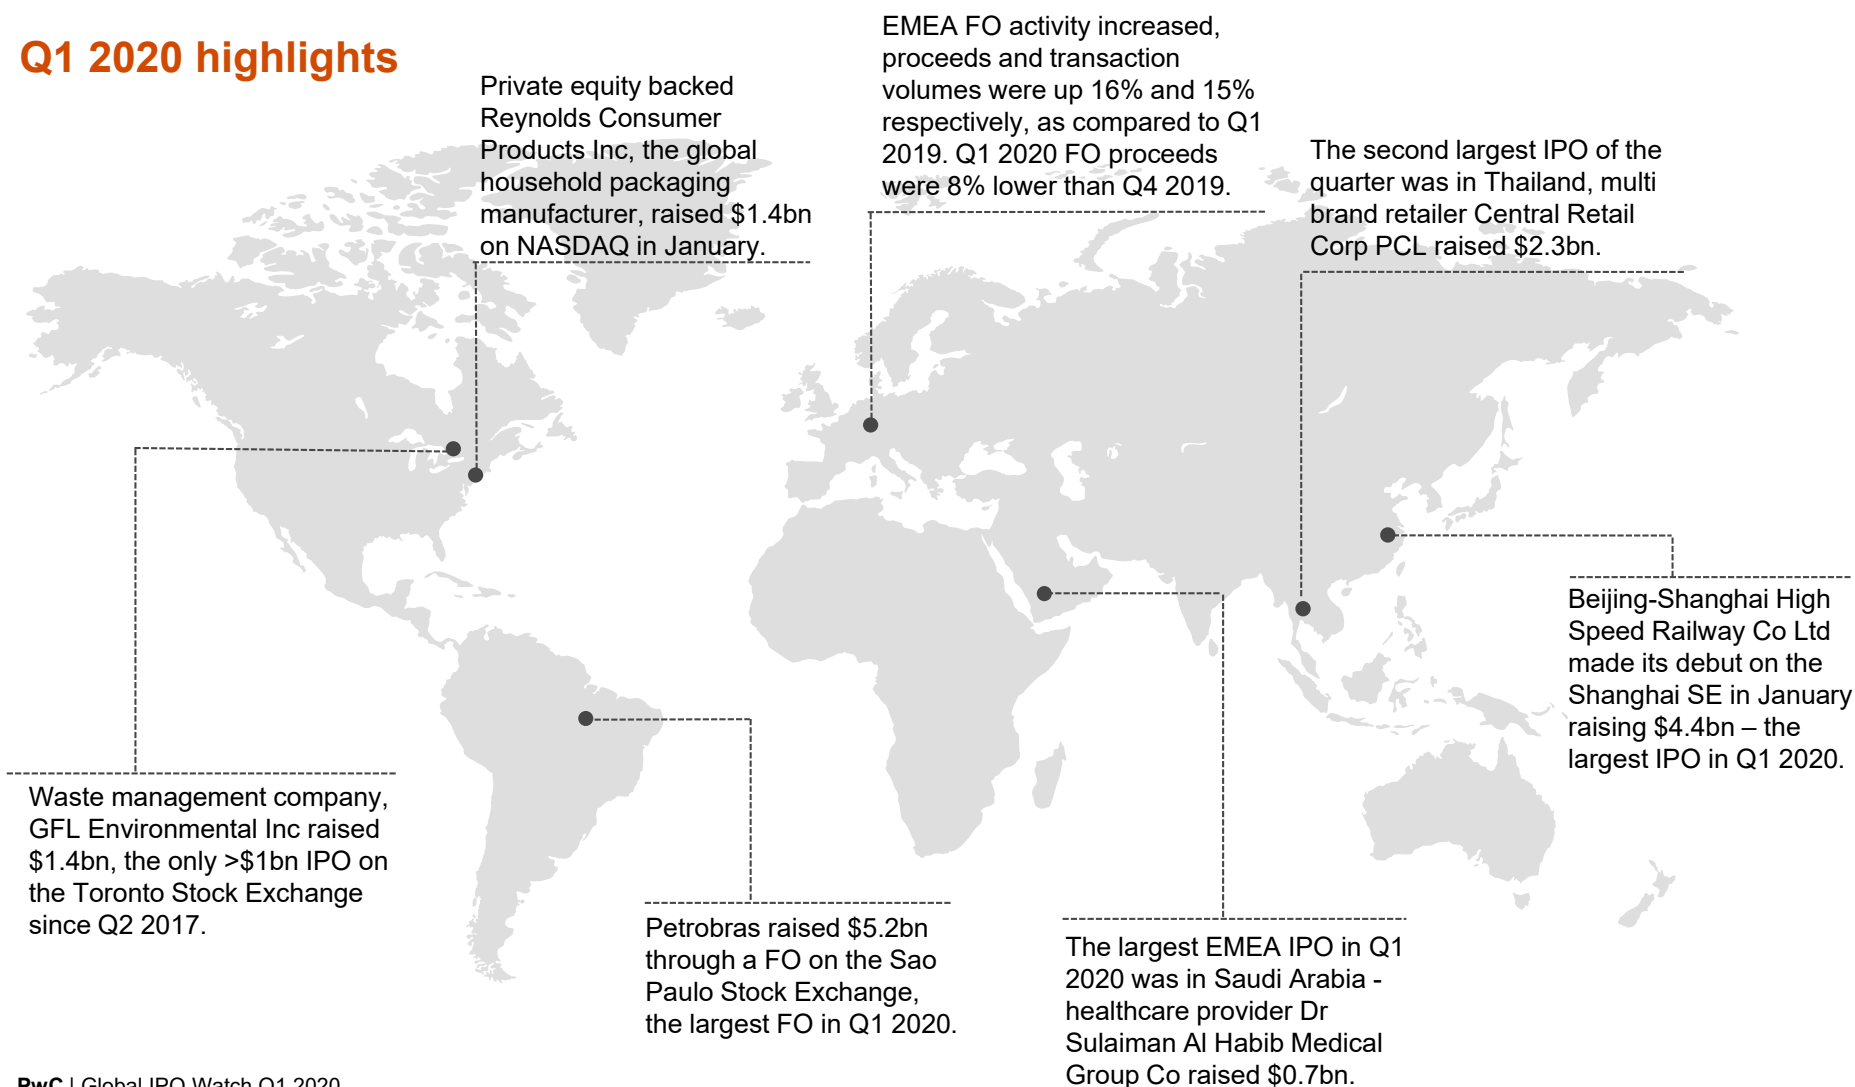 Q1 2020 highlights
Private equity backed
Reynolds Consumer
Products Inc, the global
household packaging
manufacturer, raised $1.4bn
on NASDAQ in January.
EMEA FO activity increased,
proceeds and transaction
volumes were up 16% and 15%
respectively, as compared to Q1
2019. Q1 2020 FO proceeds
were 8% lower than Q4 2019.
The second largest IPO of the
quarter was in Thailand, multi
brand retailer Central Retail
Corp PCL raised $2.3bn.
Beijing-Shanghai High
Speed Railway Co Ltd
made its debut on the
Shanghai SE in January
raising $4.4bn – the
largest IPO in Q1 2020.
Waste management company,
GFL Environmental Inc raised
$1.4bn, the only >$1bn IPO on
the Toronto Stock Exchange
since Q2 2017.
Petrobras raised $5.2bn
through a FO on the Sao
Paulo Stock Exchange,
the largest FO in Q1 2020.
The largest EMEA IPO in Q1
2020 was in Saudi Arabia -
healthcare provider Dr
Sulaiman Al Habib Medical
Group Co raised $0.7bn.
PwC | Global IPO Watch Q1 2020